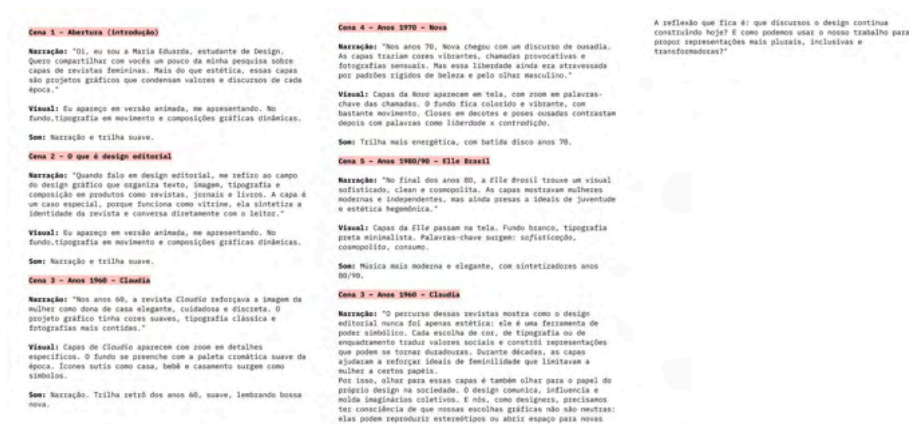 Cena 1 – Abertura (introdução)
Narração: "Oi, eu sou a Maria Eduarda, estudante de Design.
Quero compartilhar com vocês um pouco da minha pesquisa sobre
capas de revistas femininas. Mais do que estética, essas capas
são projetos gráficos que condensam valores e discursos de cada
época."
Visual: Eu apareço em versão animada, me apresentando. No
fundo,tipografia em movimento e composições gráficas dinâmicas.
Som: Narração e trilha suave.
Cena 2 – O que é design editorial
Narração: "Quando falo em design editorial, me refiro ao campo
do design gráfico que organiza texto, imagem, tipografia e
composição em produtos como revistas, jornais e livros. A capa é
um caso especial, porque funciona como vitrine, ela sintetiza a
identidade da revista e conversa diretamente com o leitor."
Visual: Eu apareço em versão animada, me apresentando. No
fundo,tipografia em movimento e composições gráficas dinâmicas.
Som: Narração e trilha suave.
Cena 3 – Anos 1960 – Claudia
Narração: "Nos anos 60, a revista Claudia reforçava a imagem da
mulher como dona de casa elegante, cuidadosa e discreta. O
projeto gráfico tinha cores suaves, tipografia clássica e
fotografias mais contidas."
Visual: Capas de Claudia aparecem com zoom em detalhes
específicos. O fundo se preenche com a paleta cromática suave da
época. Ícones sutis como casa, bebê e casamento surgem como
símbolos.
Som: Narração. Trilha retrô dos anos 60, suave, lembrando bossa
nova.
Cena 4 – Anos 1970 – Nova
Narração: "Nos anos 70, Nova chegou com um discurso de ousadia.
As capas traziam cores vibrantes, chamadas provocativas e
fotografias sensuais. Mas essa liberdade ainda era atravessada
por padrões rígidos de beleza e pelo olhar masculino."
Visual: Capas da Nova aparecem em tela, com zoom em palavras-
chave das chamadas. O fundo fica colorido e vibrante, com
bastante movimento. Closes em decotes e poses ousadas contrastam
depois com palavras como liberdade x contradição.
Som: Trilha mais energética, com batida disco anos 70.
Cena 5 – Anos 1980/90 – Elle Brasil
Narração: "No final dos anos 80, a Elle Brasil trouxe um visual
sofisticado, clean e cosmopolita. As capas mostravam mulheres
modernas e independentes, mas ainda presas a ideais de juventude
e estética hegemônica."
Visual: Capas da Elle passam na tela. Fundo branco, tipografia
preta minimalista. Palavras-chave surgem: sofisticação,
cosmopolita, consumo.
Som: Música mais moderna e elegante, com sintetizadores anos
80/90.
Cena 3 – Anos 1960 – Claudia
Narração: "O percurso dessas revistas mostra como o design
editorial nunca foi apenas estética: ele é uma ferramenta de
poder simbólico. Cada escolha de cor, de tipografia ou de
enquadramento traduz valores sociais e constrói representações
que podem se tornar duradouras. Durante décadas, as capas
ajudaram a reforçar ideais de feminilidade que limitavam a
mulher a certos papéis.
Por isso, olhar para essas capas é também olhar para o papel do
próprio design na sociedade. O design comunica, influencia e
molda imaginários coletivos. E nós, como designers, precisamos
ter consciência de que nossas escolhas gráficas não são neutras:
elas podem reproduzir estereótipos ou abrir espaço para novas
A reflexão que fica é: que discursos o design continua
construindo hoje? E como podemos usar o nosso trabalho para
propor representações mais plurais, inclusivas e
transformadoras?"